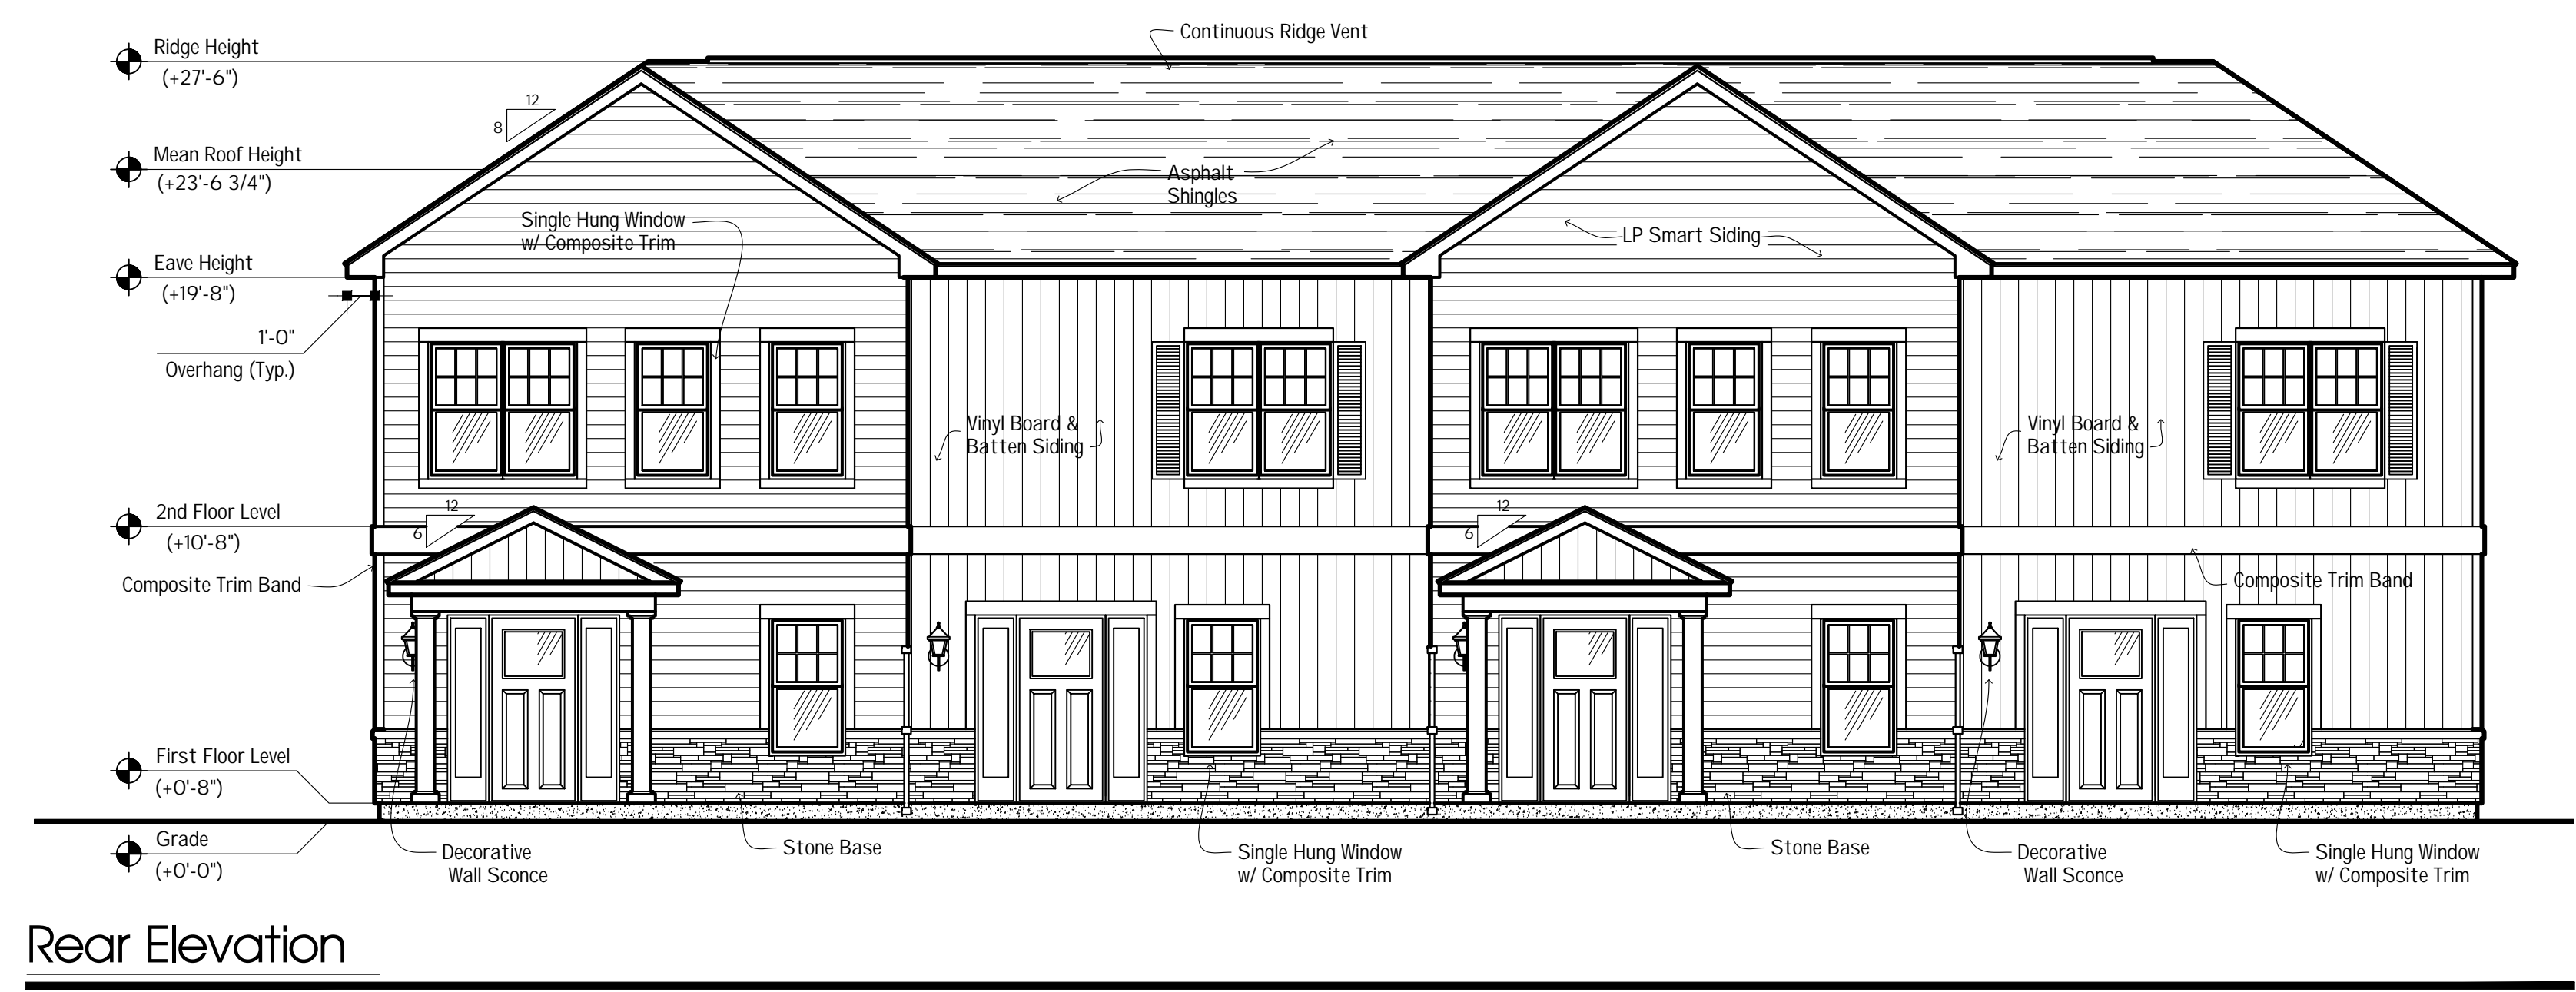 Continuous Ridge Vent
Ridge Height
(+27'-6")
12
8
Mean Roof Height
(+23'-6 3/4")
Asphalt
Shingles
Single Hung Window
w/ Composite Trim
LP Smart Siding
Eave Height
(+19'-8")
1'-0"
Overhang (Typ.)
Vinyl Board &
Batten Siding
Vinyl Board &
Batten Siding
2nd Floor Level
(+10'-8")
12
6
12
6
Composite Trim Band
Composite Trim Band
First Floor Level
(+0'-8")
Grade
(+0'-0")
Decorative
Wall Sconce
Stone Base
Single Hung Window
w/ Composite Trim
Stone Base
Decorative
Wall Sconce
Single Hung Window
w/ Composite Trim
Rear Elevation